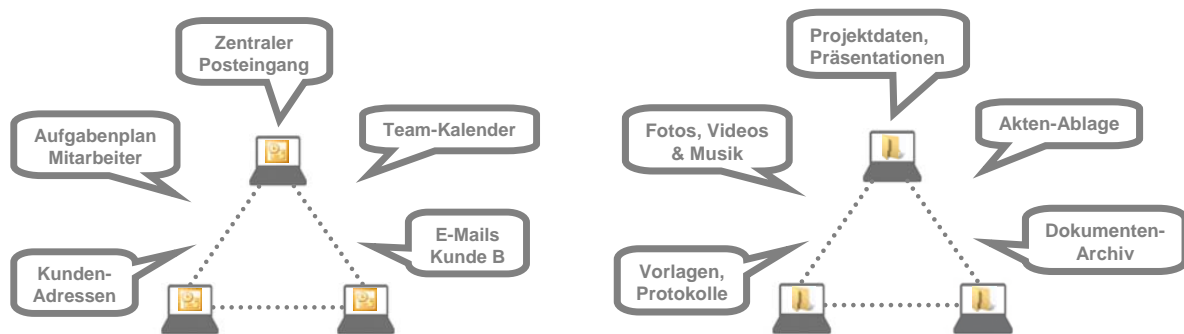 Zentraler
Posteingang
Aufgabenplan
Mitarbeiter
Team-Kalender
Kunden-
Adressen
E-Mails
Kunde B
Projektdaten,
Präsentationen
Fotos, Videos
& Musik
Akten-Ablage
Vorlagen,
Protokolle
Dokumenten-
Archiv